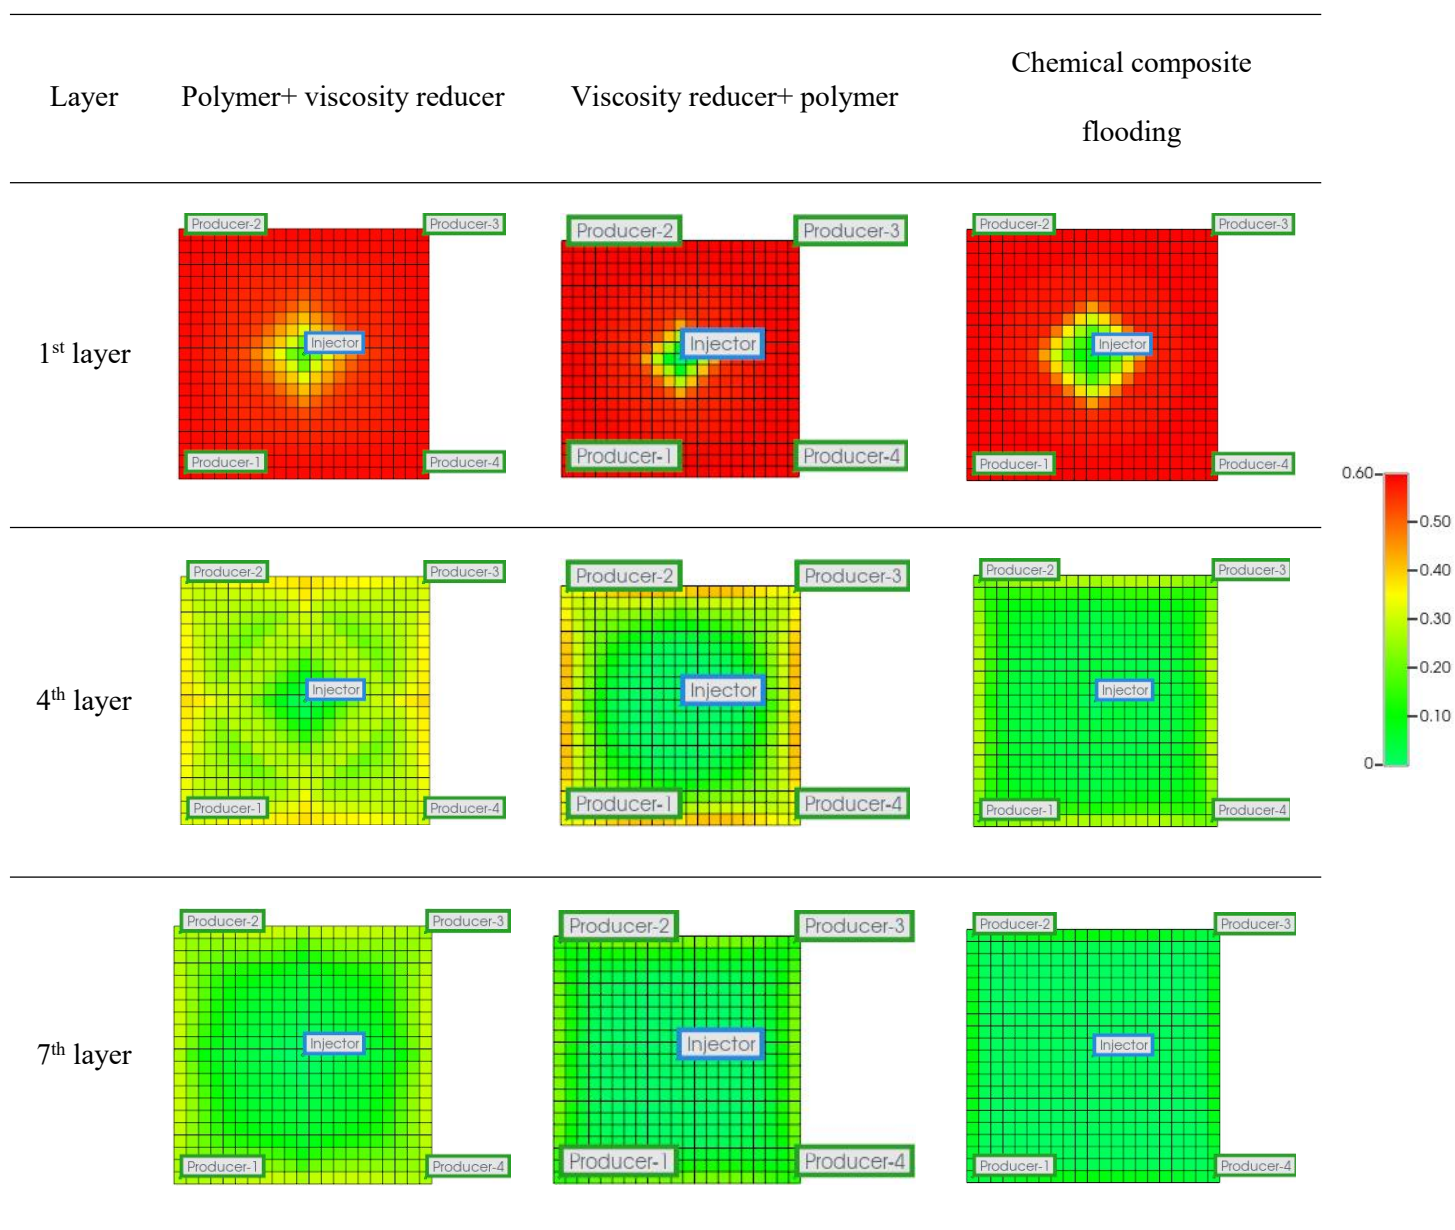 Layer
Polymer+ viscosity reducer
Viscosity reducer+ polymer
Chemical composite
flooding
1st layer
Producer-2
Producer-3
Injector
Producer-1
Producer-4
Producer-2
Producer-3
Injector
Producer-1
Producer-4
Producer-2
Producer-3
Injector
Producer-1
Producer-4
4th layer
Producer-2
Producer-3
Injector
Producer-1
Producer-4
Producer-2
Producer-3
Injector
Producer-1
Producer-4
Producer-2
Producer-3
Injector
Producer-1
Producer-4
7th layer
Producer-2
Producer-3
Injector
Producer-1
Producer-4
Producer-2
Producer-3
Injector
Producer-1
Producer-4
Producer-2
Producer-3
Injector
Producer-1
Producer-4
0.60
0.50
0.40
0.30
0.20
0.10
0